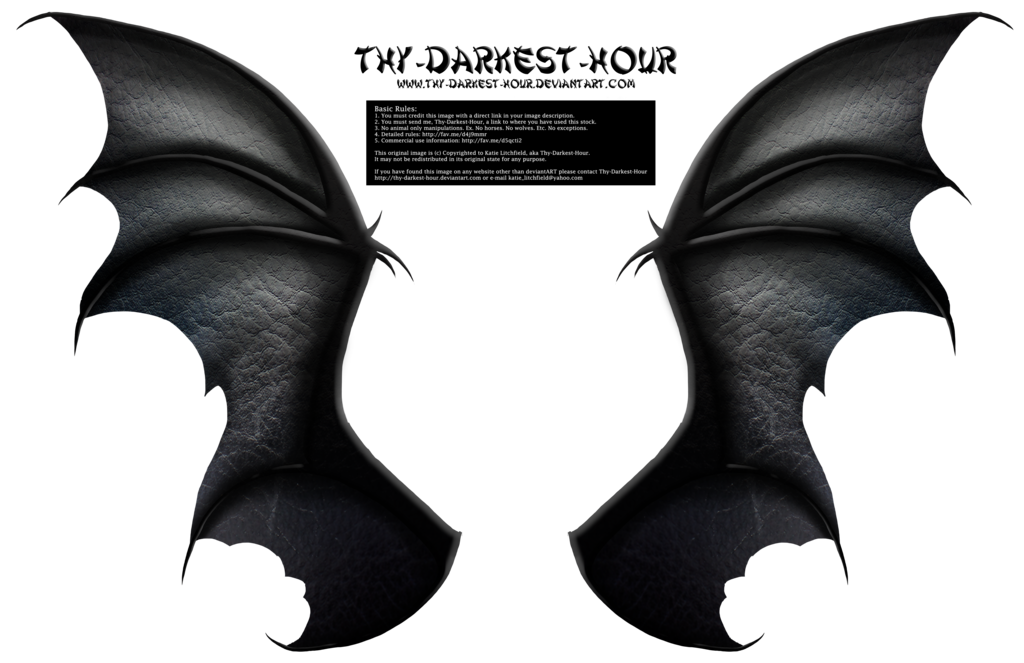 THY-DARKEST-HOUR
WWW.THY-DARKEST-HOUR.DEVIANTART.COM
Basic Rules:
1. You must credit this image with a direct link in your image description.
2. You must send me, Thy-Darkest-Hour, a link to where you have used this stock.
3. No animal only manipulations. Ex. No horses. No wolves. Etc. No exceptions.
4. Detailed rules: http://fav.me/d4j9mmr
5. Commercial use information: http://fav.me/d5qcti2
This original image is (c) Copyrighted to Katie Litchfield, aka Thy-Darkest-Hour.
It may not be redistributed in its original state for any purpose.
If you have found this image on any website other than deviantART please contact Thy-Darkest-Hour
http://thy-darkest-hour.deviantart.com or e-mail katie_litchfield@yahoo.com